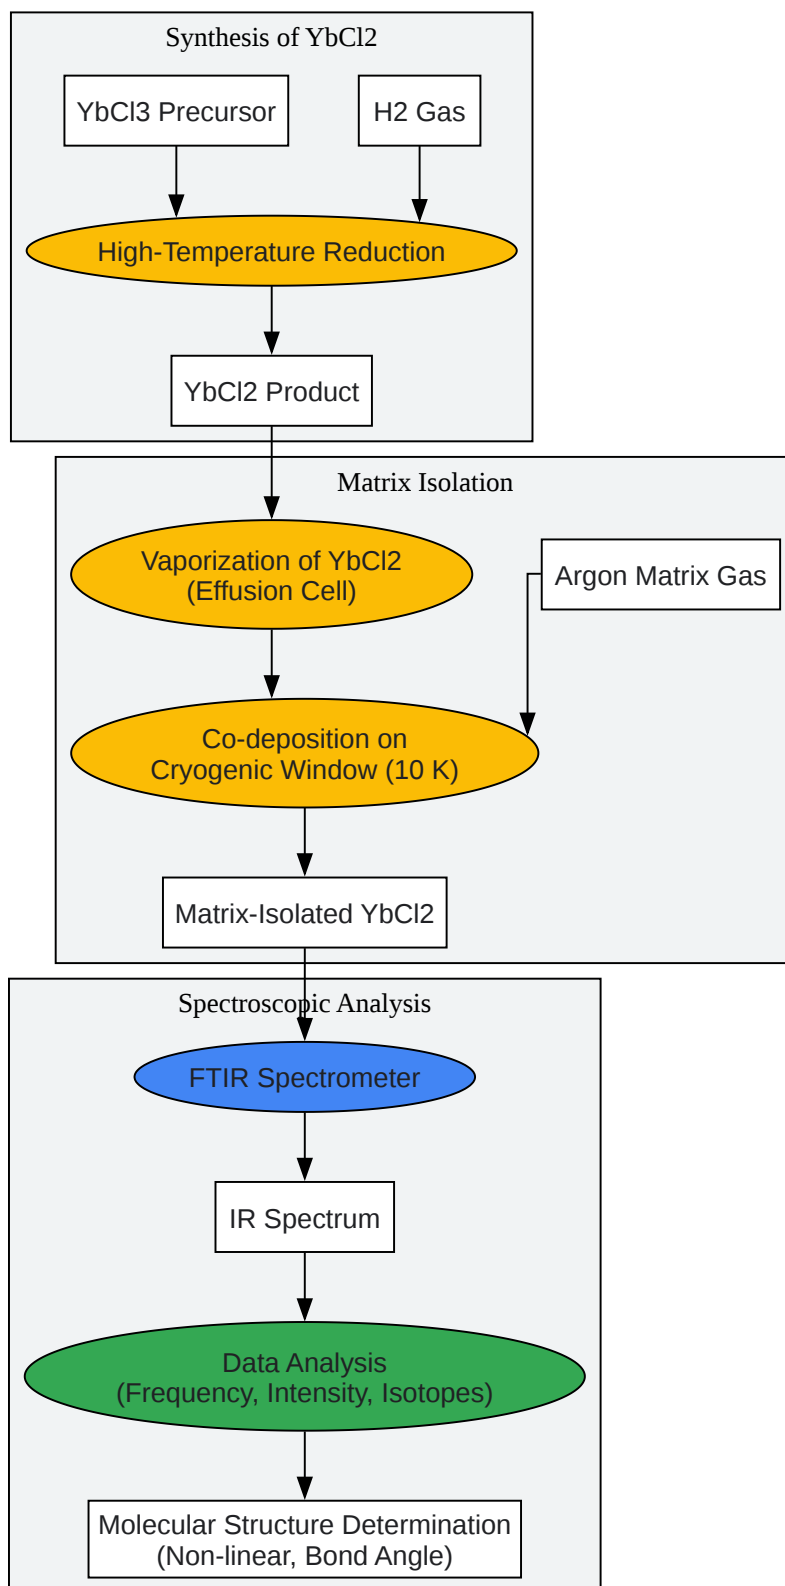 Synthesis of YbCl2
YbCl3 Precursor
H2 Gas
High-Temperature Reduction
YbCl2 Product
Matrix Isolation
Vaporization of YbCl2
(Effusion Cell)
Argon Matrix Gas
Co-deposition on
Cryogenic Window (10 K)
Matrix-Isolated YbCl2
Spectroscopic Analysis
FTIR Spectrometer
IR Spectrum
Data Analysis
(Frequency, Intensity, Isotopes)
Molecular Structure Determination
(Non-linear, Bond Angle)